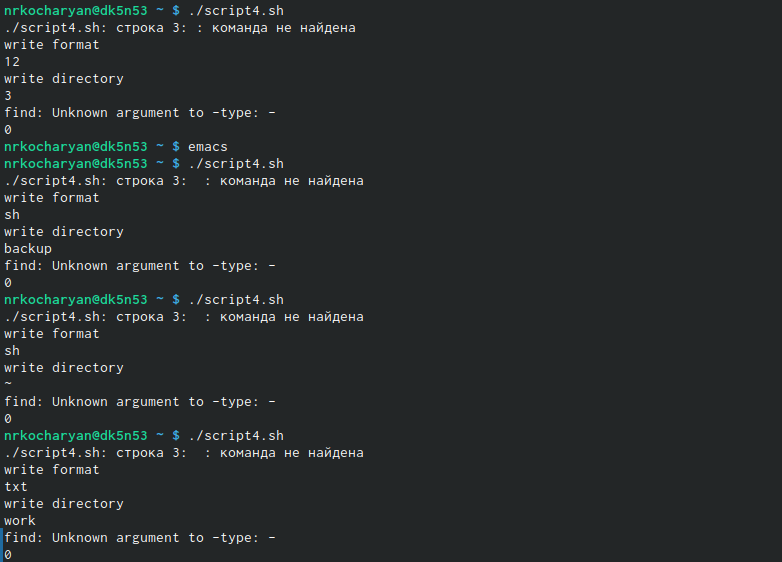 nrkocharyan@dk5n53 ~ $ ./script4.sh
./script4.sh: строка 3: : команда не найдена
write format
12
write directory
3
find: Unknown argument to -type: -
0
nrkocharyan@dk5n53 ~ $ emacs
nrkocharyan@dk5n53 ~ $ ./script4.sh
./script4.sh: строка 3:  : команда не найдена
write format
sh
write directory
backup
find: Unknown argument to -type: -
0
nrkocharyan@dk5n53 ~ $ ./script4.sh
./script4.sh: строка 3:  : команда не найдена
write format
sh
write directory
~
find: Unknown argument to -type: -
0
nrkocharyan@dk5n53 ~ $ ./script4.sh
./script4.sh: строка 3:  : команда не найдена
write format
txt
write directory
work
find: Unknown argument to -type: -
0